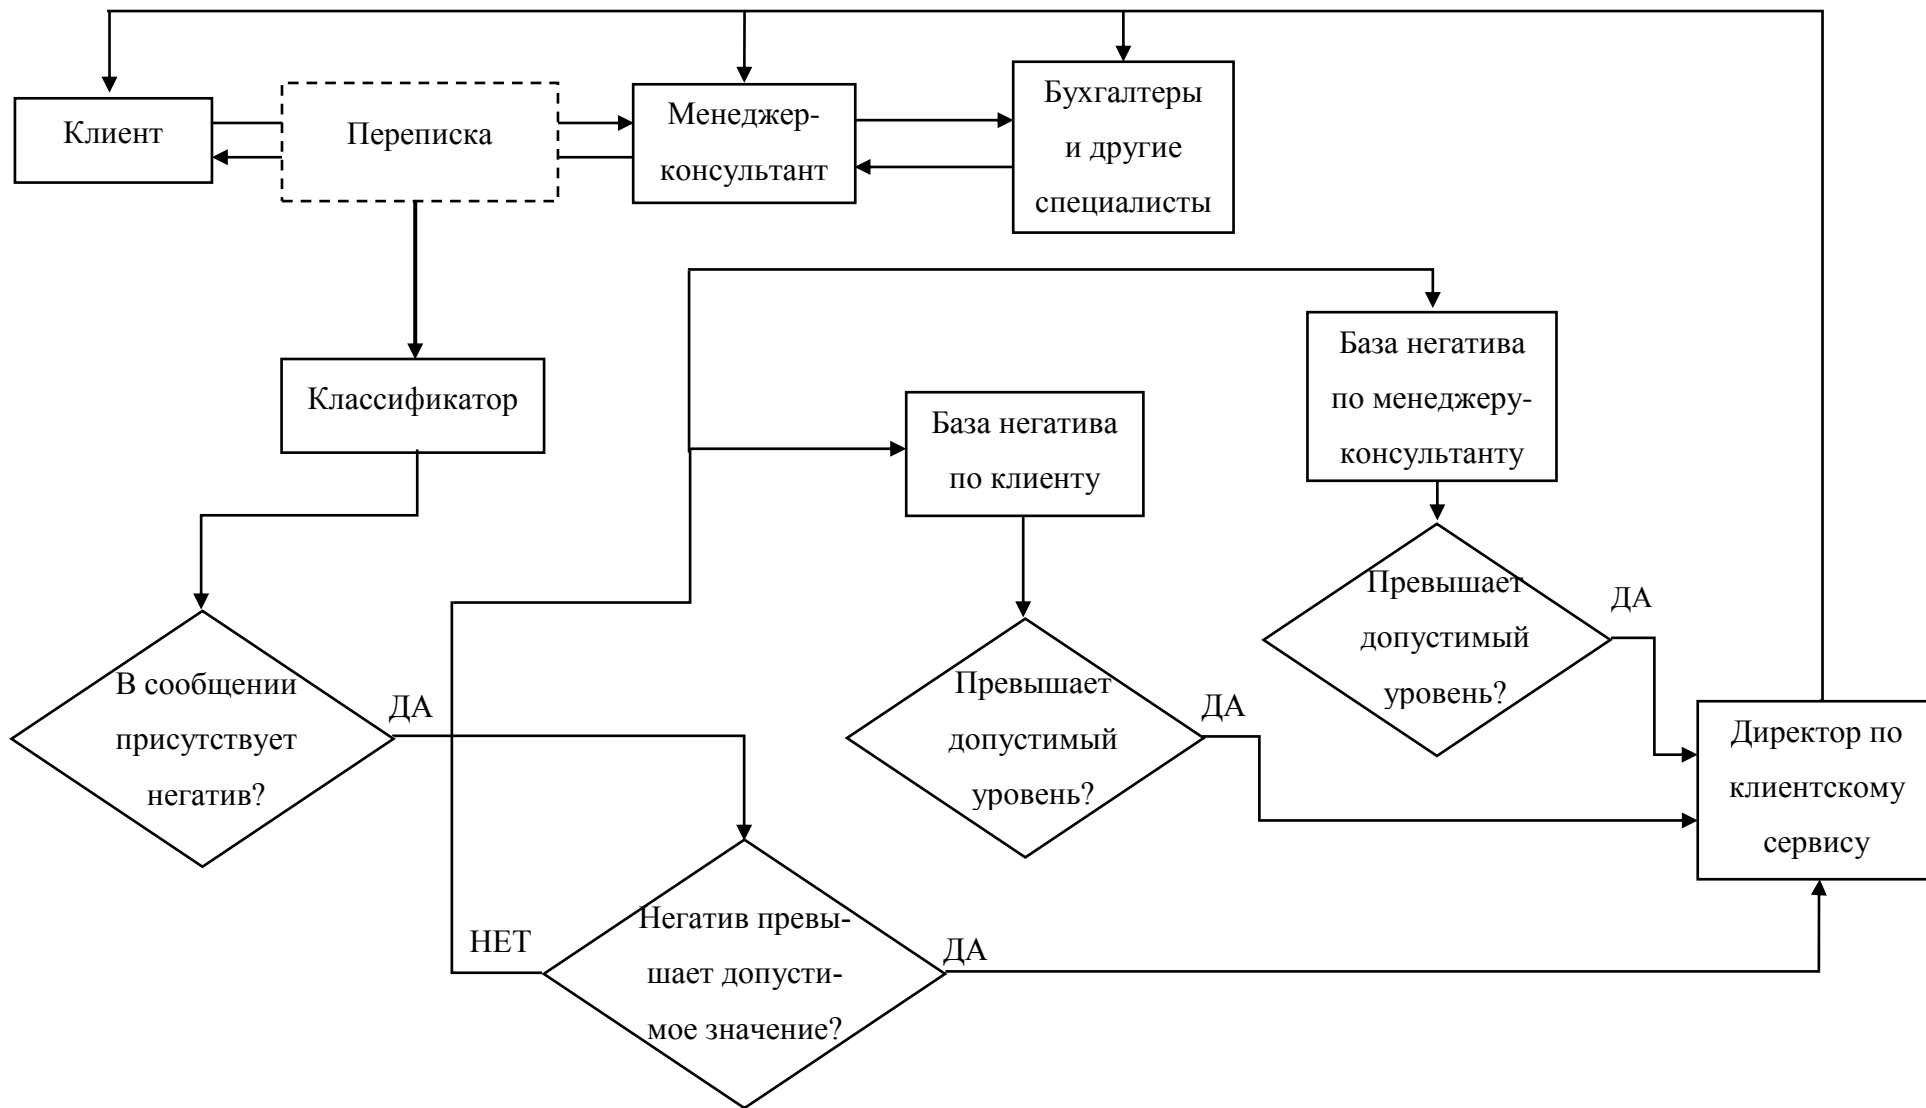 Клиент
Переписка
Менеджер-
консультант
Бухгалтеры
и другие
специалисты
Классификатор
База негатива
по клиенту
База негатива
по менеджеру-
консультанту
В сообщении
присутствует
негатив?
ДА
Превышает
допустимый
уровень?
ДА
Превышает
допустимый
уровень?
ДА
Директор по
клиентскому
сервису
НЕТ
Негатив превы-
шает допусти-
мое значение?
ДА